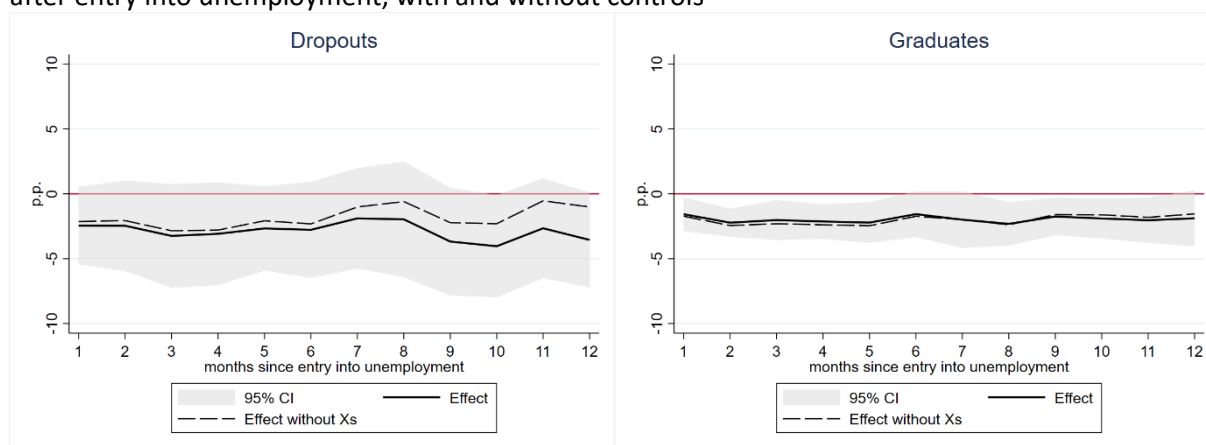 after entry into unemployment, with and without controls
Dropouts
10
5
0
-5
-10
p.p.
1 2 3 4 5 6 7 8 9 10 11 12
months since entry into unemployment
95% CI Effect
Effect without Xs
Graduates
10
5
0
-5
-10
p.p.
1 2 3 4 5 6 7 8 9 10 11 12
months since entry into unemployment
95% CI Effect
Effect without Xs